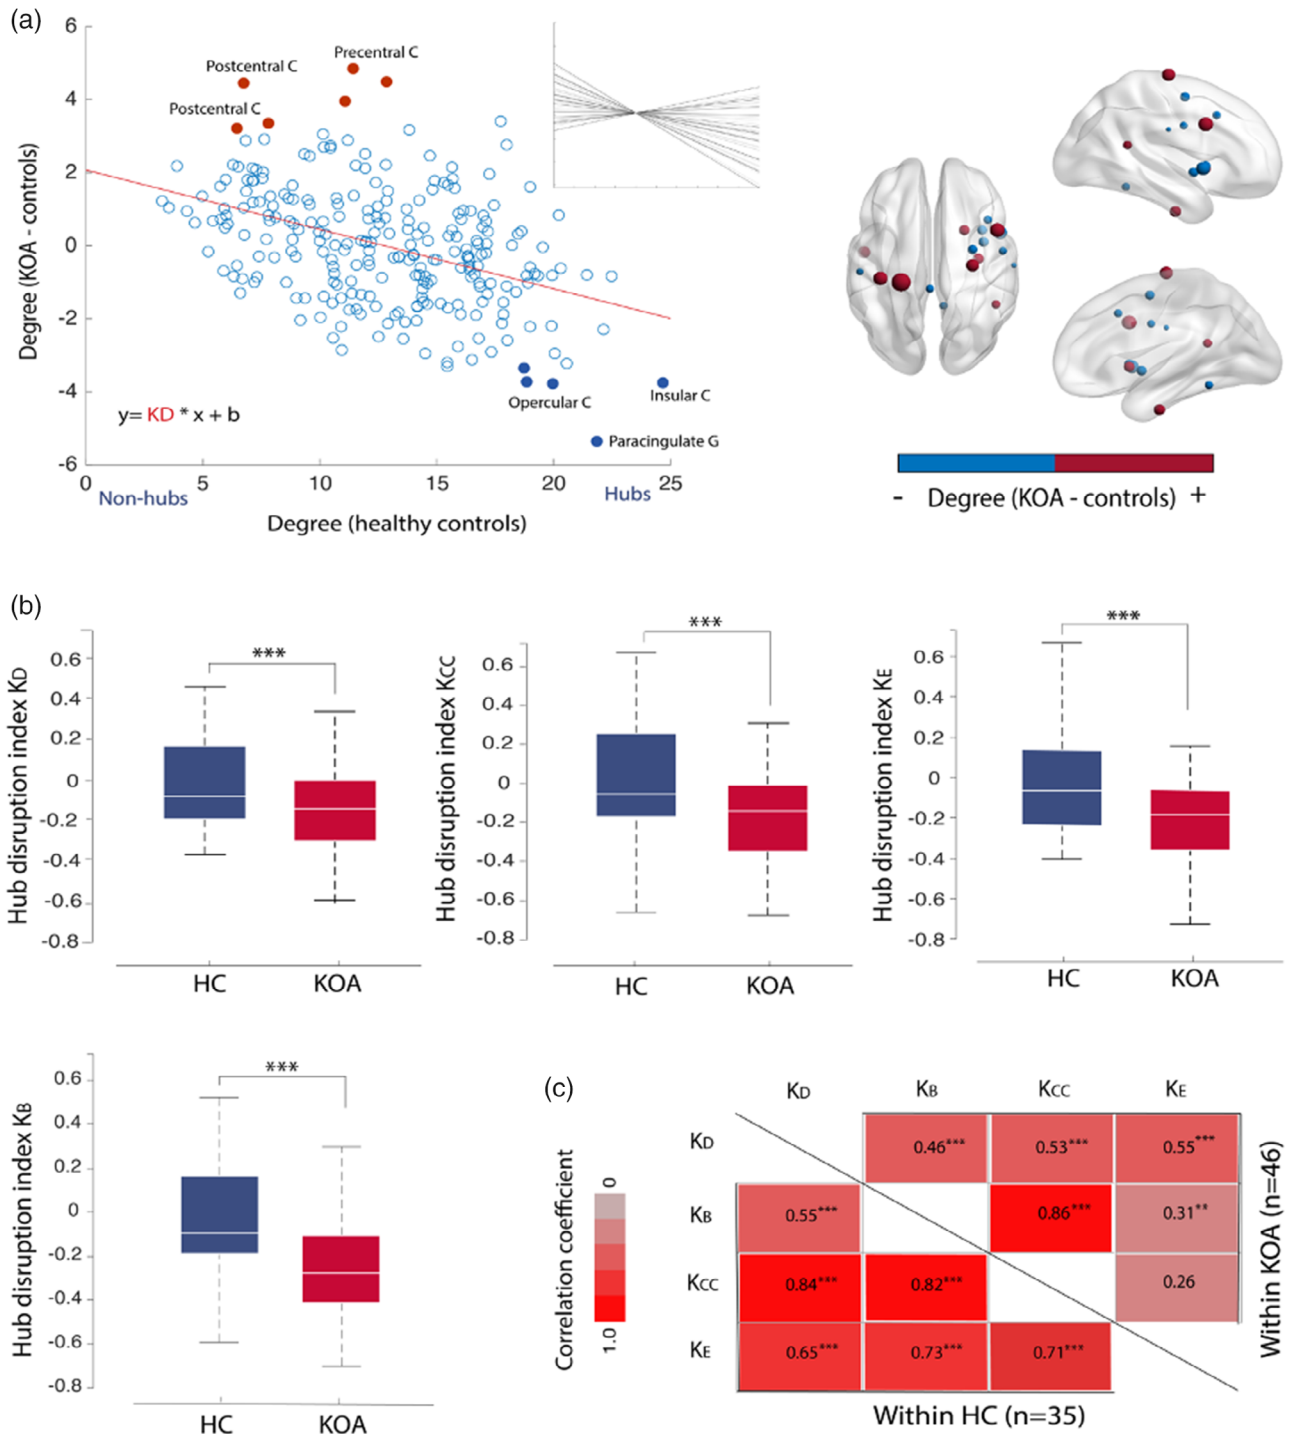 (a)
6
4
2
0
-2
-4
-6
Degree (KOA - controls)
Postcentral C
Precentral C
Postcentral C
Opercular C
Insular C
Paracingulate G
y= KD * x + b
0 5 10 15 20 25
Non-hubs
Hubs
Degree (healthy controls)
- Degree (KOA - controls) +
(b)
Hub disruption index KD
0.6
0.4
0.2
0
-0.2
-0.4
-0.6
-0.8
***
HC KOA
Hub disruption index KCC
0.6
0.4
0.2
0
-0.2
-0.4
-0.6
-0.8
***
HC KOA
Hub disruption index KE
0.6
0.4
0.2
0
-0.2
-0.4
-0.6
-0.8
***
HC KOA
Hub disruption index KB
0.6
0.4
0.2
0
-0.2
-0.4
-0.6
-0.8
***
HC KOA
(c)
Correlation coefficient
0
1.0
KD KB KCC KE
KD 0.46*** 0.53*** 0.55***
KB 0.55*** 0.86*** 0.31**
KCC 0.84*** 0.82*** 0.26
KE 0.65*** 0.73*** 0.71***
Within HC (n=35)
Within KOA (n=46)